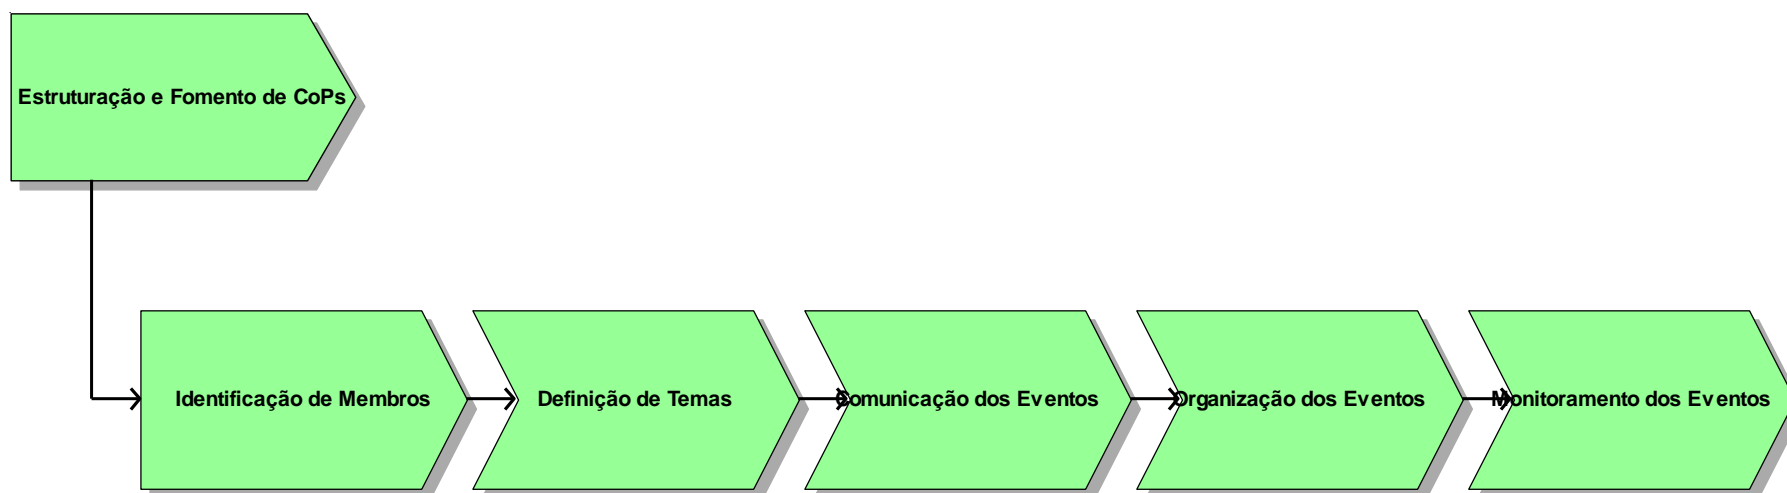 Estruturação e Fomento de CoPs
Identificação de Membros
Definição de Temas
Comunicação dos Eventos
Organização dos Eventos
Monitoramento dos Eventos